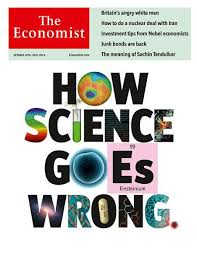 The
Economist
Britain's angry white men
How to do a nuclear deal with Iran
Investment tips from Nobel economists
Junk bonds are back
The meaning of Sachin Tendulkar
HOW
SCIENCE
GOEs
99
Einsteinium
WRONG.